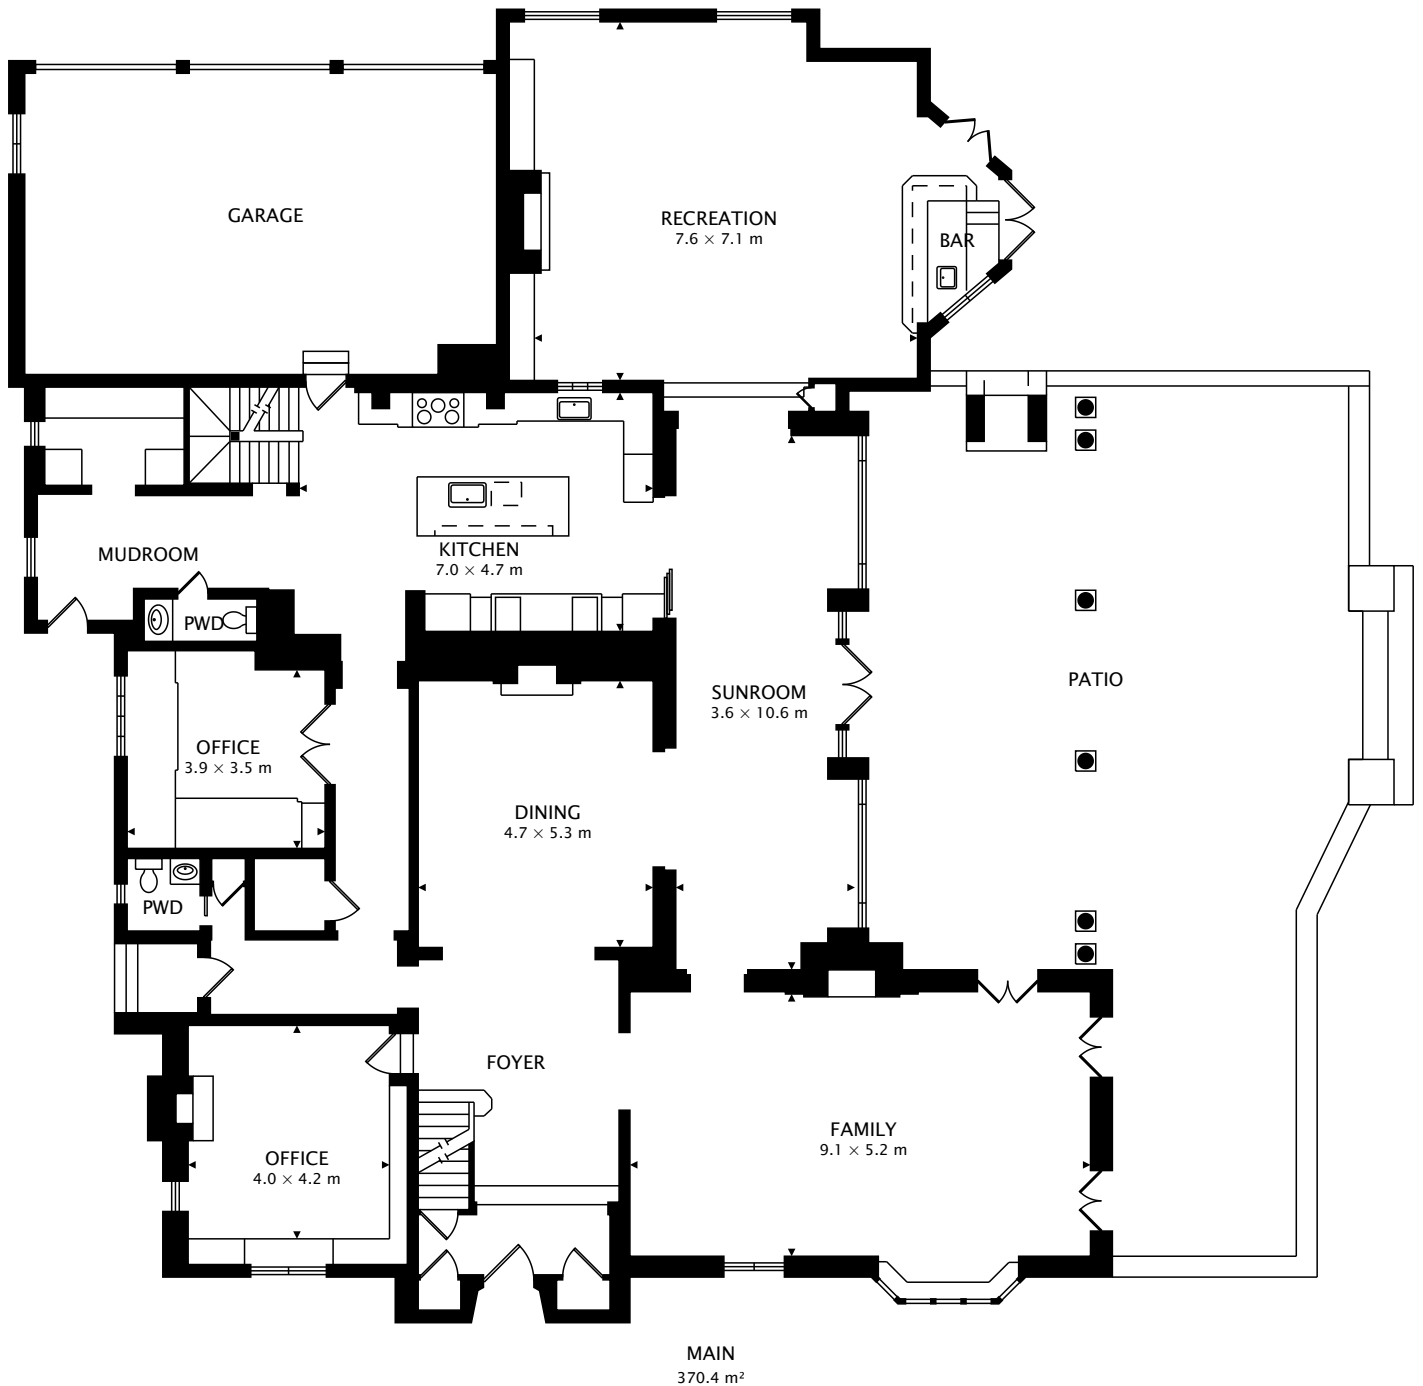 GARAGE
RECREATION
7.6 × 7.1 m
BAR
MUDROOM
KITCHEN
7.0 × 4.7 m
PWD
PATIO
SUNROOM
3.6 × 10.6 m
OFFICE
3.9 × 3.5 m
DINING
4.7 × 5.3 m
PWD
FOYER
FAMILY
9.1 × 5.2 m
OFFICE
4.0 × 4.2 m
MAIN
370.4 m²